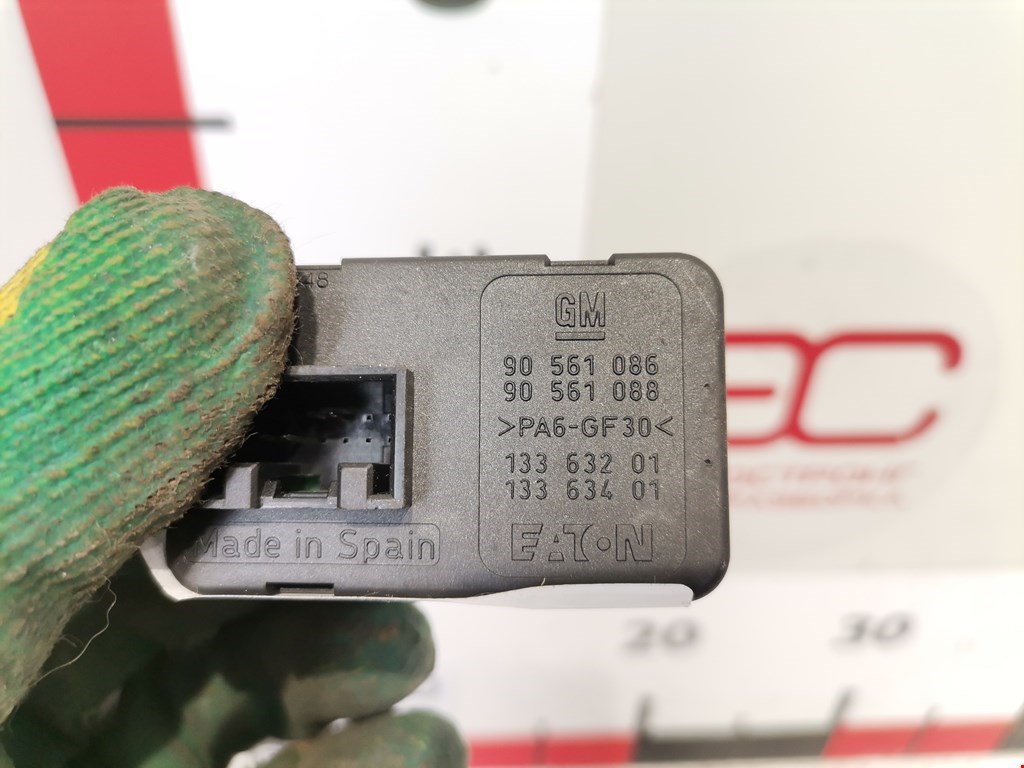 48
GM
90 561 086
90 561 088
>PA6-GF30<
133 632 01
133 634 01
EATON
Made in Spain
20
30